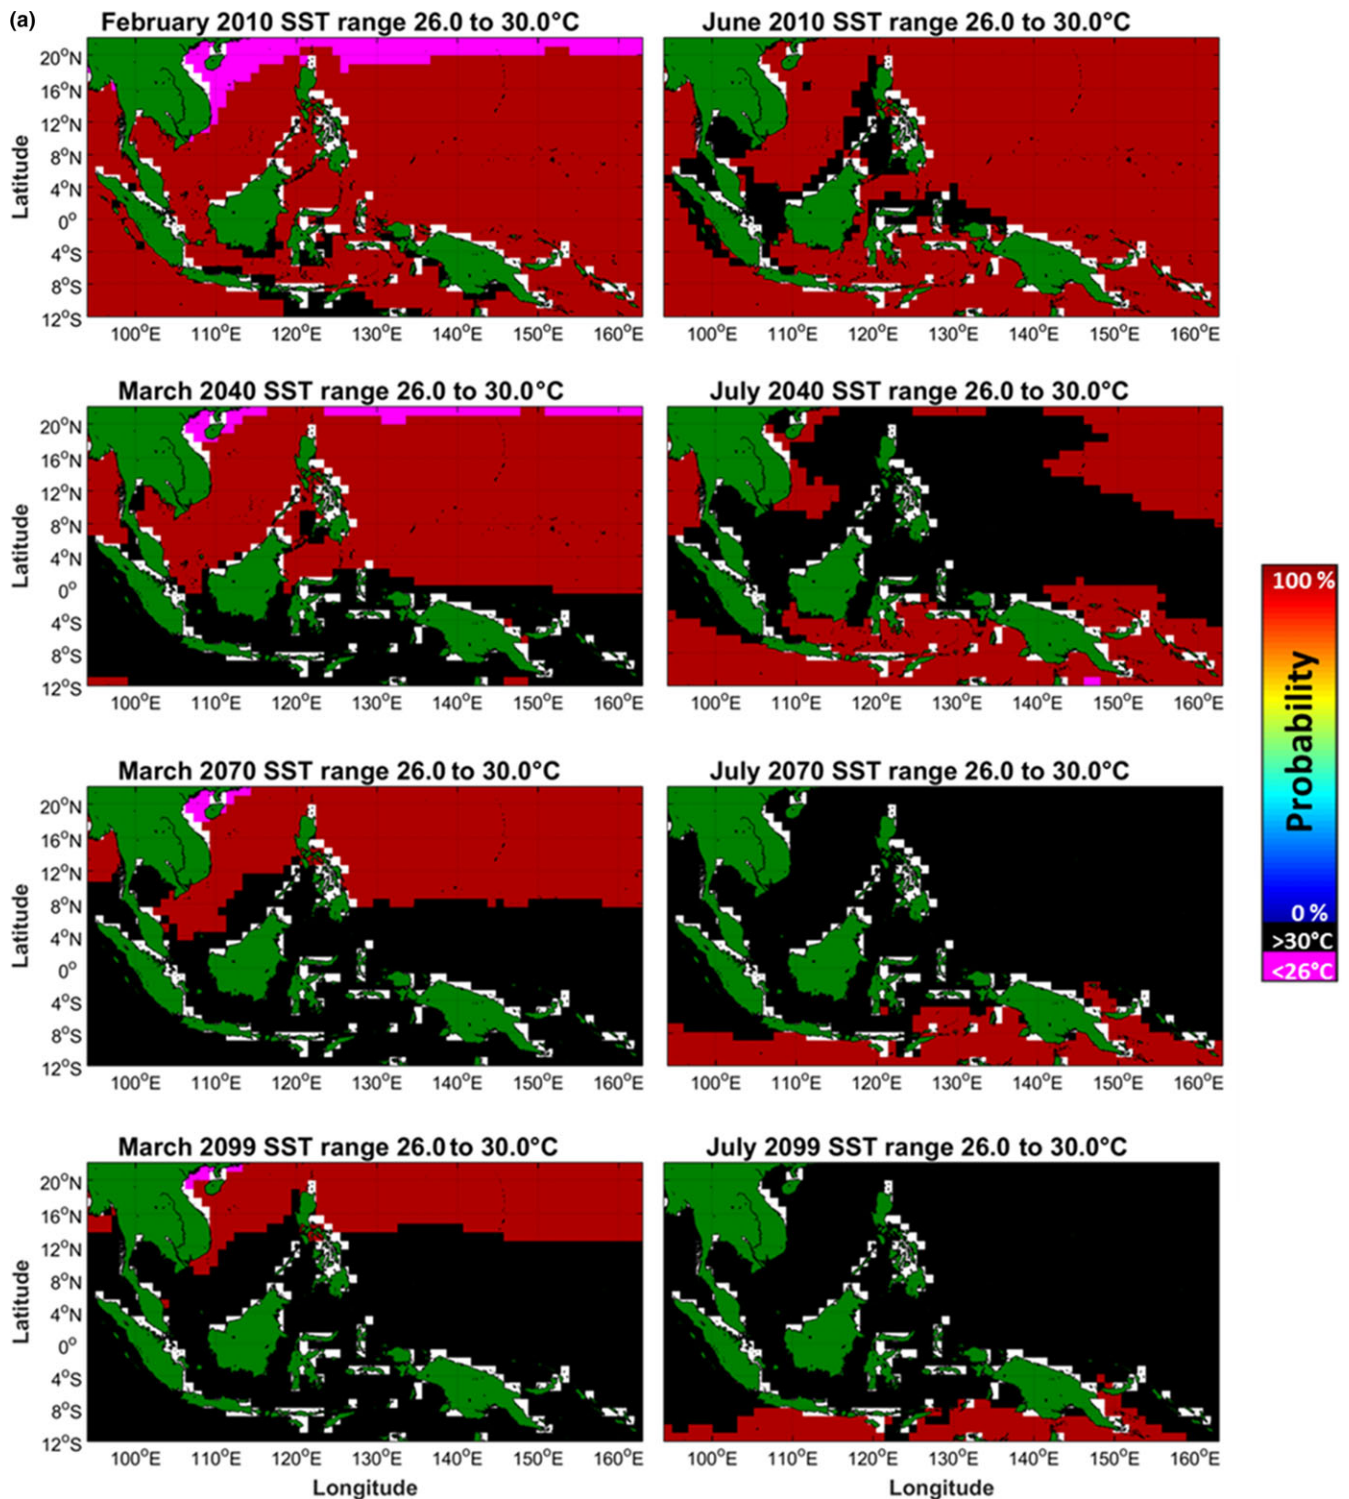 (a)
February 2010 SST range 26.0 to 30.0°C
June 2010 SST range 26.0 to 30.0°C
Latitude
20°N
16°N
12°N
8°N
4°N
0°
4°S
8°S
12°S
100°E 110°E 120°E 130°E 140°E 150°E 160°E
100°E 110°E 120°E 130°E 140°E 150°E 160°E
March 2040 SST range 26.0 to 30.0°C
July 2040 SST range 26.0 to 30.0°C
Latitude
20°N
16°N
12°N
8°N
4°N
0°
4°S
8°S
12°S
100°E 110°E 120°E 130°E 140°E 150°E 160°E
100°E 110°E 120°E 130°E 140°E 150°E 160°E
March 2070 SST range 26.0 to 30.0°C
July 2070 SST range 26.0 to 30.0°C
Latitude
20°N
16°N
12°N
8°N
4°N
0°
4°S
8°S
12°S
100°E 110°E 120°E 130°E 140°E 150°E 160°E
100°E 110°E 120°E 130°E 140°E 150°E 160°E
March 2099 SST range 26.0 to 30.0°C
July 2099 SST range 26.0 to 30.0°C
Latitude
20°N
16°N
12°N
8°N
4°N
0°
4°S
8°S
12°S
100°E 110°E 120°E 130°E 140°E 150°E 160°E
100°E 110°E 120°E 130°E 140°E 150°E 160°E
Longitude
Longitude
100 %
Probability
0 %
>30°C
<26°C